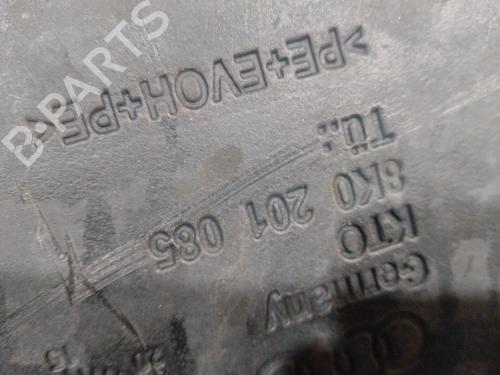 B-PARTS
Germany
KTO
8K0 201 085
TÜ.:
>PE+EVOH+PE<